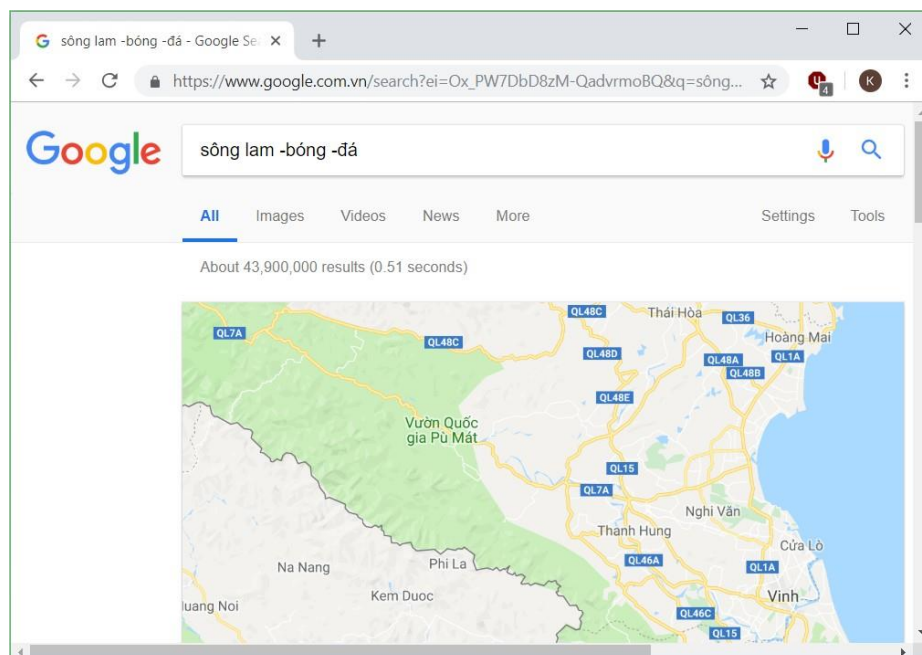 sông lam -bóng -đá - Google Se
https://www.google.com.vn/search?ei=Ox_PW7DbD8zM-QadvrmoBQ&q=sông...
4
K
Google
sông lam -bóng -đá
All Images Videos News More Settings Tools
About 43,900,000 results (0.51 seconds)
QL48C
Thái Hòa
QL36
QL7A
Hoàng Mai
QL48C
QL48D
QL48A
QL1A
QL48B
QL48E
Vườn Quốc
gia Pù Mát
QL15
QL7A
Nghi Văn
Thanh Hung
Cửa Lò
QL46A
Phi La
Na Nang
QL1A
Kem Duoc
Vinh
uang Noi
QL46C
QL15